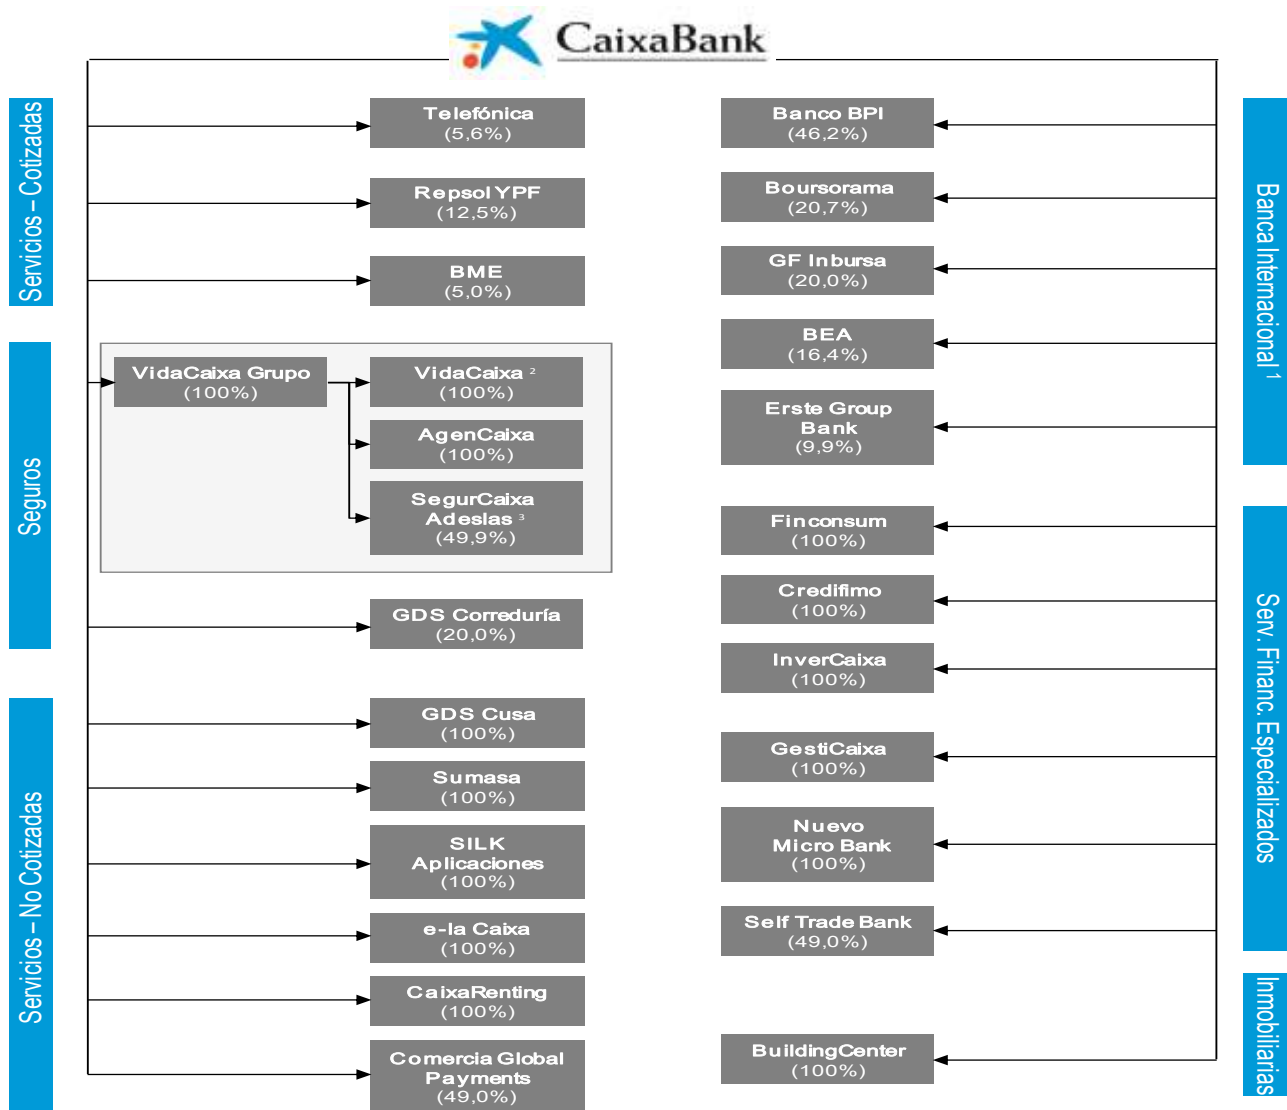 CaixaBank
Servicios – Cotizadas
Telefónica
(5,6%)
Repsol YPF
(12,5%)
BME
(5,0%)
Seguros
VidaCaixa Grupo
(100%)
VidaCaixa ²
(100%)
AgenCaixa
(100%)
SegurCaixa
Adeslas ³
(49,9%)
GDS Correduría
(20,0%)
Servicios – No Cotizadas
GDS Cusa
(100%)
Sumasa
(100%)
SILK
Aplicaciones
(100%)
e-la Caixa
(100%)
CaixaRenting
(100%)
Comercia Global
Payments
(49,0%)
Banca Internacional ¹
Banco BPI
(46,2%)
Boursorama
(20,7%)
GF Inbursa
(20,0%)
BEA
(16,4%)
Erste Group
Bank
(9,9%)
Serv. Financ. Especializados
Finconsum
(100%)
Credifimo
(100%)
InverCaixa
(100%)
GestiCaixa
(100%)
Nuevo
Micro Bank
(100%)
Self Trade Bank
(49,0%)
Inmobiliarias
BuildingCenter
(100%)